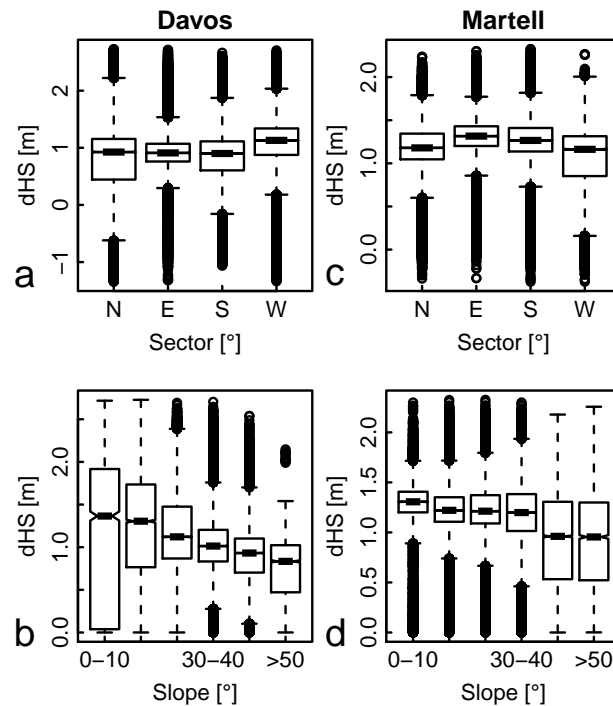 Davos
Martell
dHS [m]
2
1
0
−1
a
N E S W
Sector [°]
dHS [m]
2.0
1.0
0.0
c
N E S W
Sector [°]
dHS [m]
2.0
1.0
0.0
b
0−10 30−40 >50
Slope [°]
dHS [m]
2.0
1.5
1.0
0.5
0.0
d
0−10 30−40 >50
Slope [°]